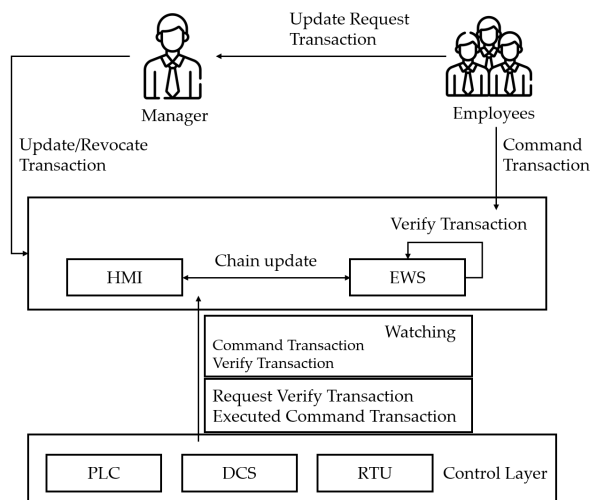 Update Request
Transaction
Manager
Employees
Update/Revocate
Transaction
Command
Transaction
Verify Transaction
HMI
Chain update
EWS
Watching
Command Transaction
Verify Transaction
Request Verify Transaction
Executed Command Transaction
PLC
DCS
RTU
Control Layer